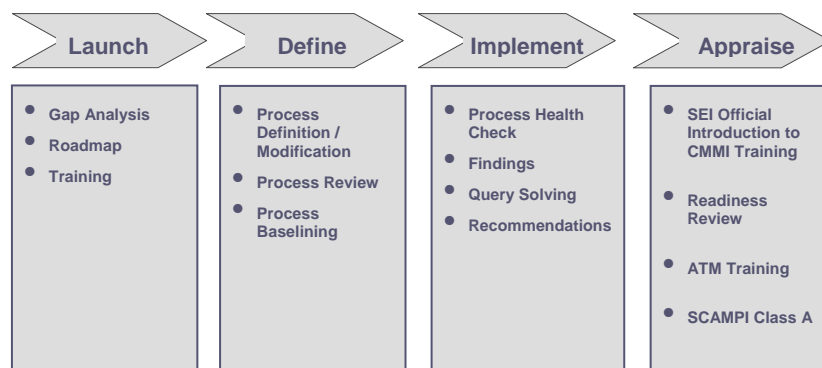 Launch
Define
Implement
Appraise
Gap Analysis
Roadmap
Training
Process
Definition /
Modification
Process Review
Process
Baselining
Process Health
Check
Findings
Query Solving
Recommendations
SEI Official
Introduction to
CMMI Training
Readiness
Review
ATM Training
SCAMPI Class A